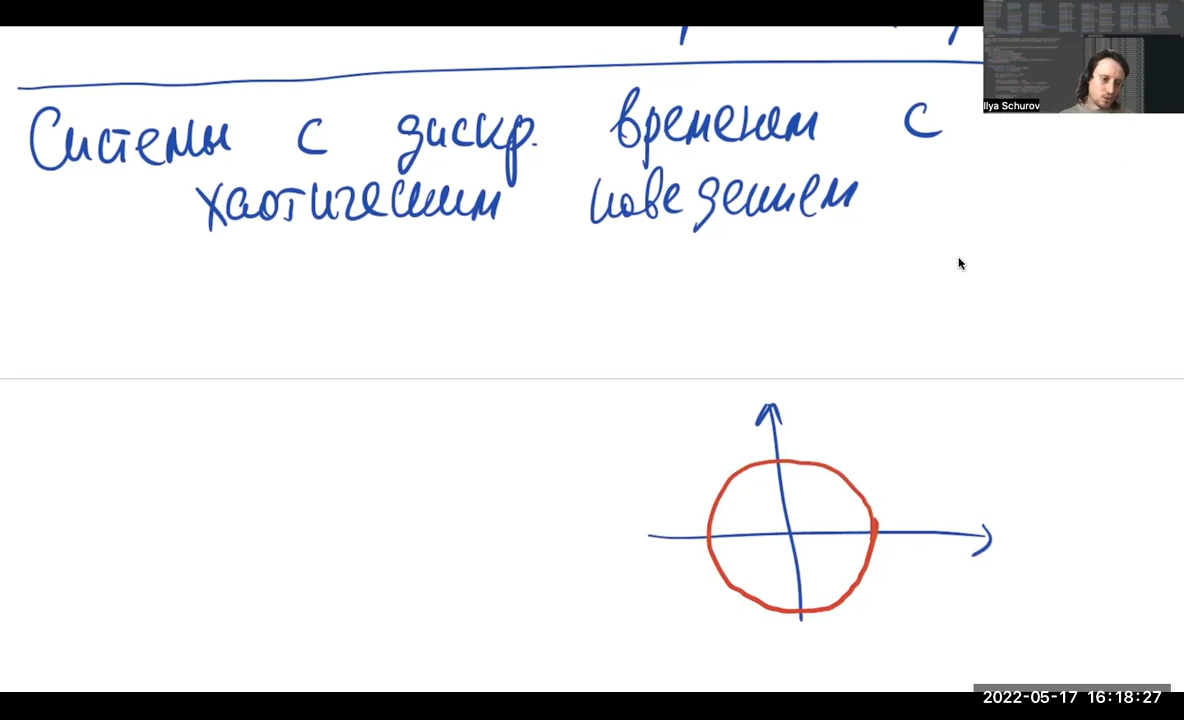 Системы с дискр. временем с
хаотическим поведением
Ilya Schurov
2022-05-17 16:18:27